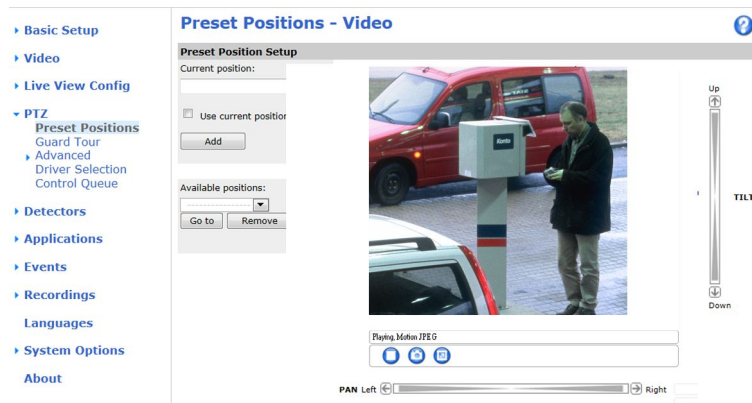 Basic Setup
Video
Live View Config
PTZ
Preset Positions
Guard Tour
Advanced
Driver Selection
Control Queue
Detectors
Applications
Events
Recordings
Languages
System Options
About
Preset Positions - Video
?
Preset Position Setup
Current position:
Use current position
Add
Available positions:
Go to Remove
Konto
Up
TILT
Down
Playing, Motion JPEG
PAN Left Right